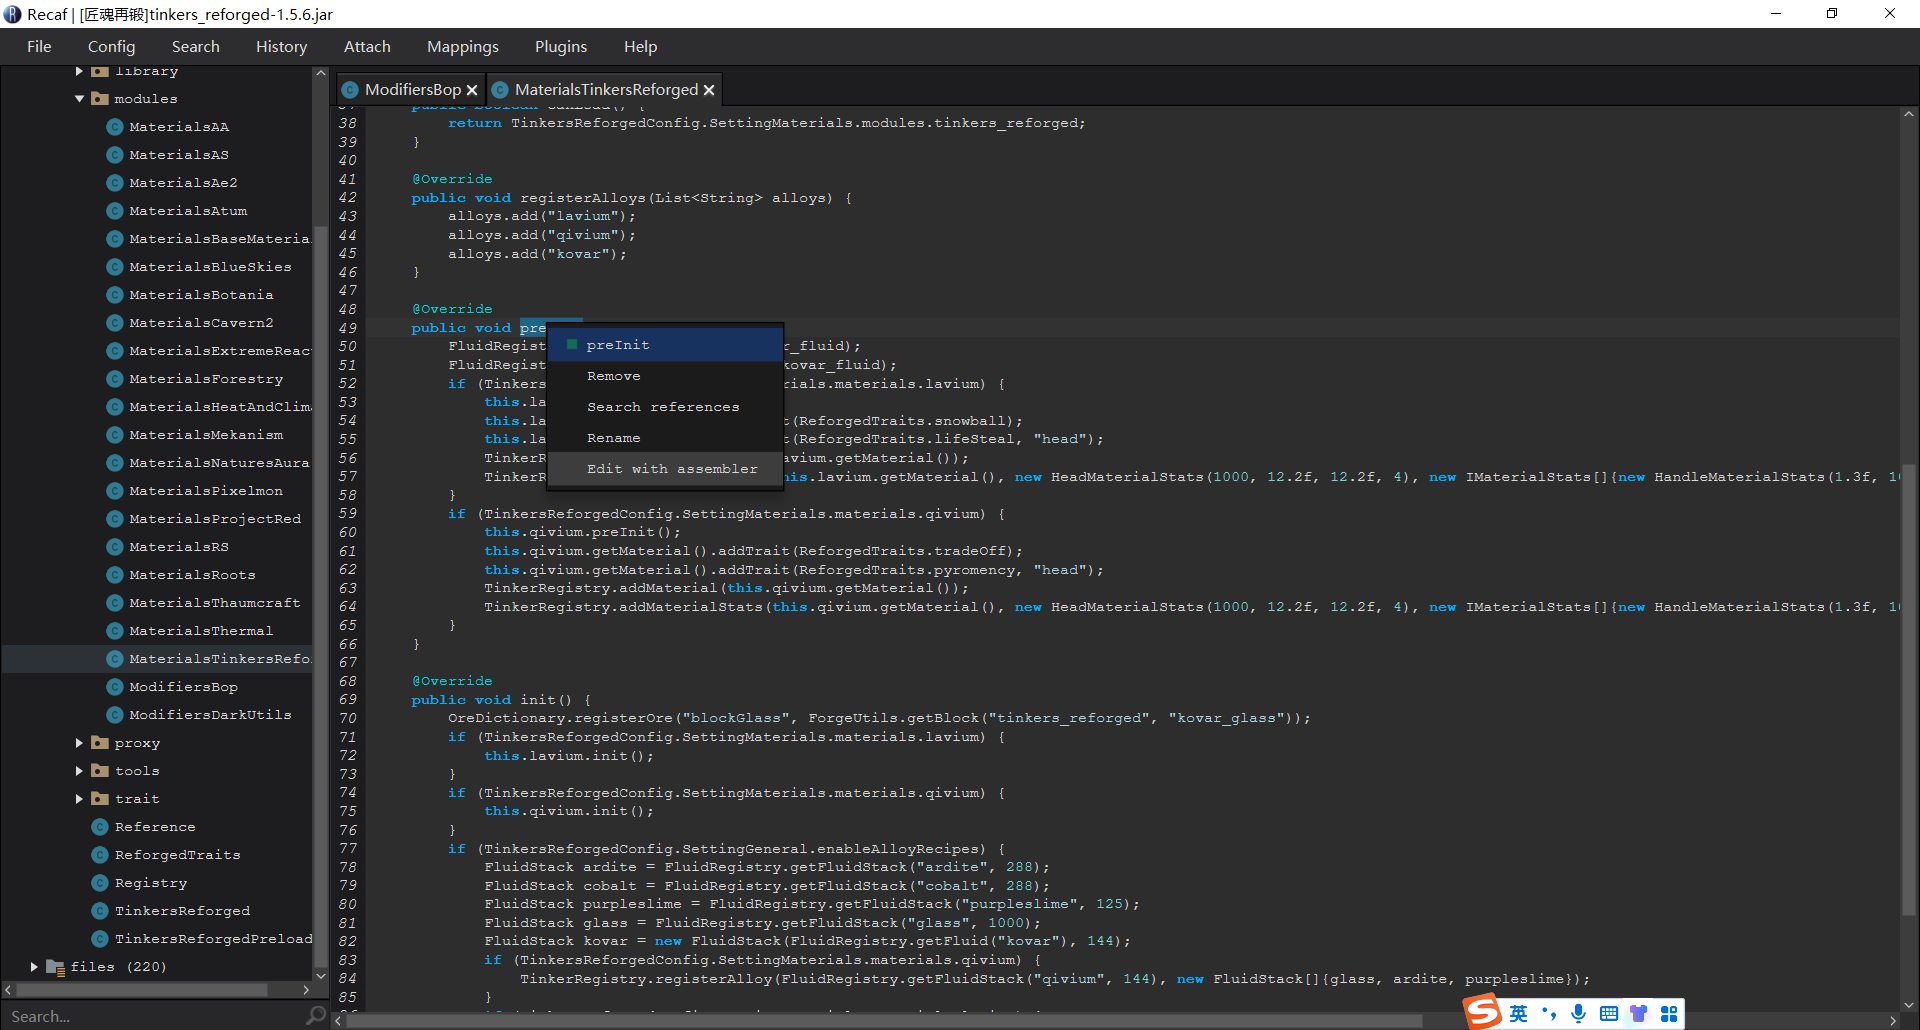 Recaf | [匠魂再锻]tinkers_reforged-1.5.6.jar
File Config Search History Attach Mappings Plugins Help
library
modules
MaterialsAA
MaterialsAS
MaterialsAe2
MaterialsAtum
MaterialsBaseMateria
MaterialsBlueSkies
MaterialsBotania
MaterialsCavern2
MaterialsExtremeReac
MaterialsForestry
MaterialsHeatAndClim
MaterialsMekanism
MaterialsNaturesAura
MaterialsPixelmon
MaterialsProjectRed
MaterialsRS
MaterialsRoots
MaterialsThaumcraft
MaterialsThermal
MaterialsTinkersRefo
ModifiersBop
ModifiersDarkUtils
proxy
tools
trait
Reference
ReforgedTraits
Registry
TinkersReforged
TinkersReforgedPreload
files (220)
Search...
ModifiersBop MaterialsTinkersReforged
38 return TinkersReforgedConfig.SettingMaterials.modules.tinkers_reforged;
39 }
40
41 @Override
42 public void registerAlloys(List<String> alloys) {
43 alloys.add("lavium");
44 alloys.add("qivium");
45 alloys.add("kovar");
46 }
47
48 @Override
49 public void pre
50 FluidRegist r_fluid);
51 FluidRegist kovar_fluid);
52 if (Tinkers rials.materials.lavium) {
53 this.la
54 this.la t(ReforgedTraits.snowball);
55 this.la t(ReforgedTraits.lifeSteal, "head");
56 TinkerR avium.getMaterial());
57 TinkerR his.lavium.getMaterial(), new HeadMaterialStats(1000, 12.2f, 12.2f, 4), new IMaterialStats[]{new HandleMaterialStats(1.3f, 1
58 }
59 if (TinkersReforgedConfig.SettingMaterials.materials.qivium) {
60 this.qivium.preInit();
61 this.qivium.getMaterial().addTrait(ReforgedTraits.tradeOff);
62 this.qivium.getMaterial().addTrait(ReforgedTraits.pyromency, "head");
63 TinkerRegistry.addMaterial(this.qivium.getMaterial());
64 TinkerRegistry.addMaterialStats(this.qivium.getMaterial(), new HeadMaterialStats(1000, 12.2f, 12.2f, 4), new IMaterialStats[]{new HandleMaterialStats(1.3f, 1
65 }
66 }
67
68 @Override
69 public void init() {
70 OreDictionary.registerOre("blockGlass", ForgeUtils.getBlock("tinkers_reforged", "kovar_glass"));
71 if (TinkersReforgedConfig.SettingMaterials.materials.lavium) {
72 this.lavium.init();
73 }
74 if (TinkersReforgedConfig.SettingMaterials.materials.qivium) {
75 this.qivium.init();
76 }
77 if (TinkersReforgedConfig.SettingGeneral.enableAlloyRecipes) {
78 FluidStack ardite = FluidRegistry.getFluidStack("ardite", 288);
79 FluidStack cobalt = FluidRegistry.getFluidStack("cobalt", 288);
80 FluidStack purpleslime = FluidRegistry.getFluidStack("purpleslime", 125);
81 FluidStack glass = FluidRegistry.getFluidStack("glass", 1000);
82 FluidStack kovar = new FluidStack(FluidRegistry.getFluid("kovar"), 144);
83 if (TinkersReforgedConfig.SettingMaterials.materials.qivium) {
84 TinkerRegistry.registerAlloy(FluidRegistry.getFluidStack("qivium", 144), new FluidStack[]{glass, ardite, purpleslime});
85 }
preInit
Remove
Search references
Rename
Edit with assembler
英